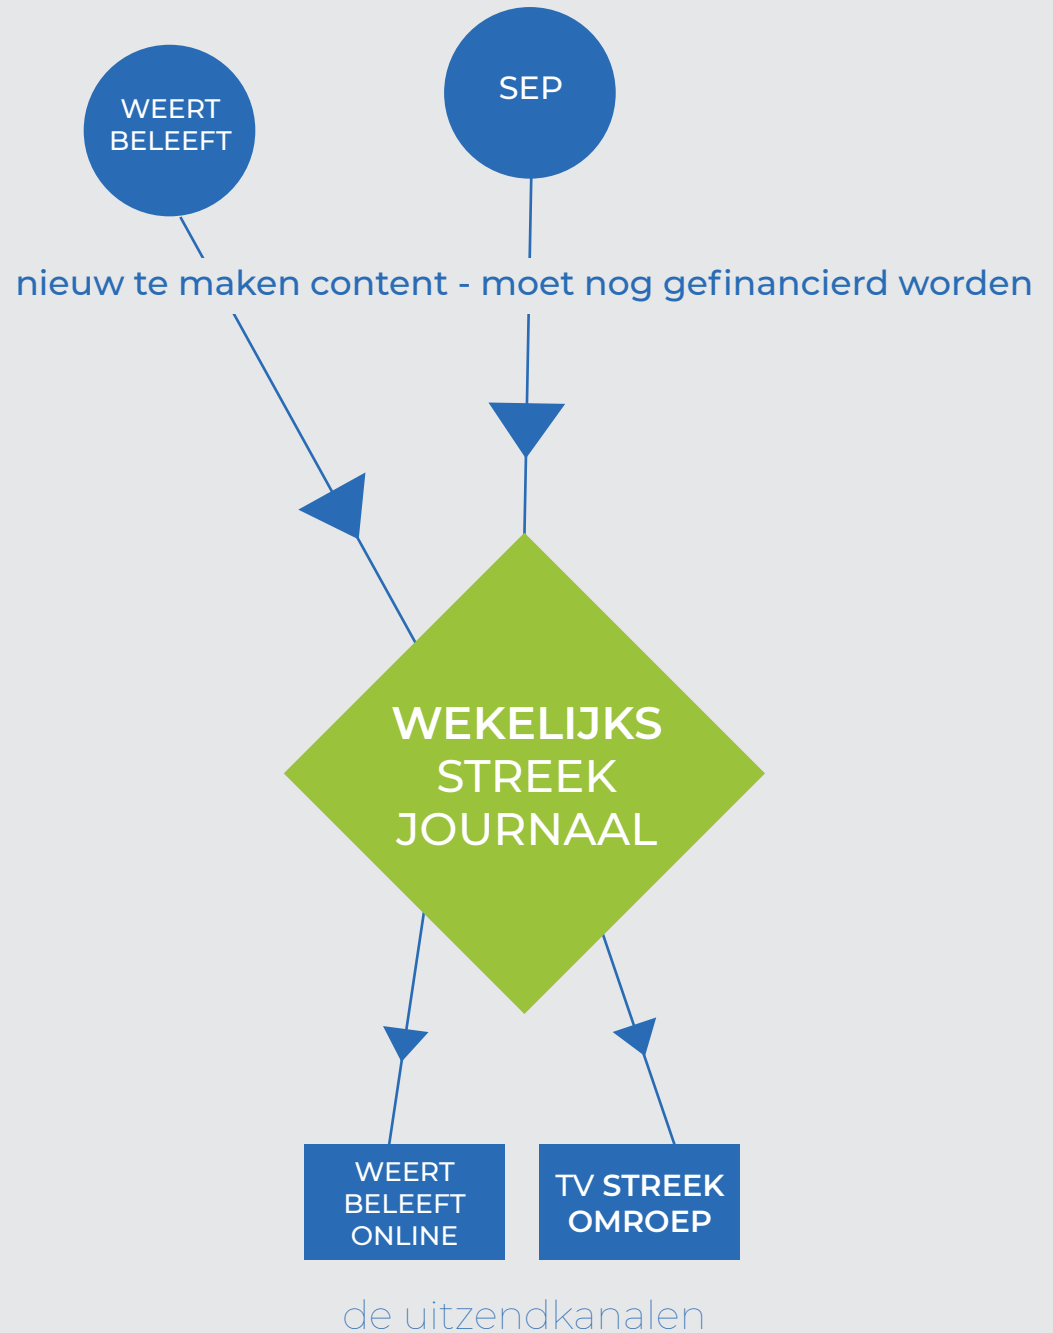 SEP
WEERT
BELEEFT
nieuw te maken content - moet nog gefinancierd worden
WEKELIJKS
STREEK
JOURNAAL
WEERT
BELEEFT
ONLINE
TV STREEK
OMROEP
de uitzendkanalen